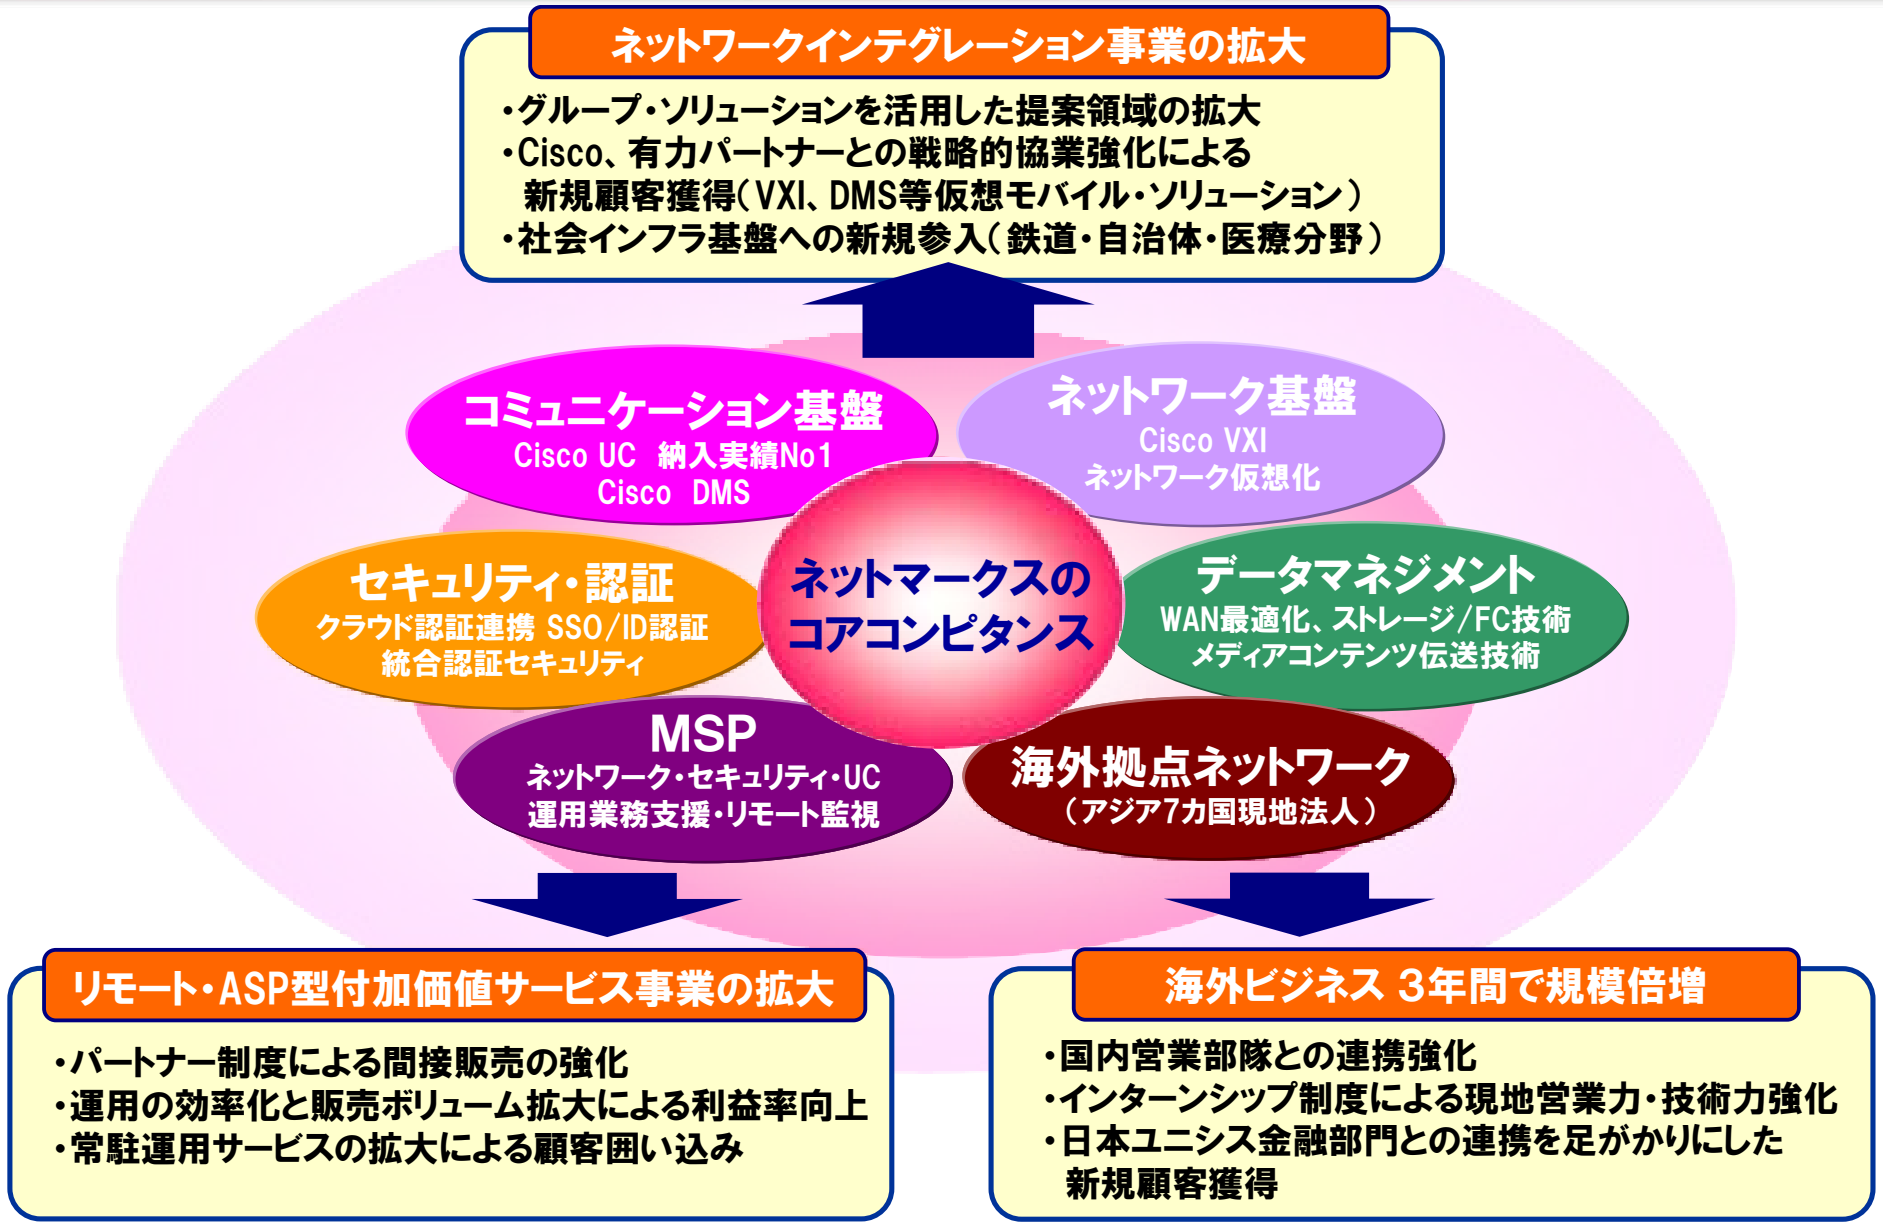 ネットワークインテグレーション事業の拡大
・グループ・ソリューションを活用した提案領域の拡大
・Cisco、有力パートナーとの戦略的協業強化による
新規顧客獲得（VXI、DMS等仮想モバイル・ソリューション）
・社会インフラ基盤への新規参入（鉄道・自治体・医療分野）
コミュニケーション基盤
Cisco UC　納入実績No1
Cisco　DMS
ネットワーク基盤
Cisco VXI
ネットワーク仮想化
セキュリティ・認証
クラウド認証連携 SSO/ID認証
統合認証セキュリティ
ネットマークスの
コアコンピタンス
データマネジメント
WAN最適化、ストレージ/FC技術
メディアコンテンツ伝送技術
MSP
ネットワーク・セキュリティ・UC
運用業務支援・リモート監視
海外拠点ネットワーク
（アジア7カ国現地法人）
リモート・ASP型付加価値サービス事業の拡大
・パートナー制度による間接販売の強化
・運用の効率化と販売ボリューム拡大による利益率向上
・常駐運用サービスの拡大による顧客囲い込み
海外ビジネス ３年間で規模倍増
・国内営業部隊との連携強化
・インターンシップ制度による現地営業力・技術力強化
・日本ユニシス金融部門との連携を足がかりにした
新規顧客獲得